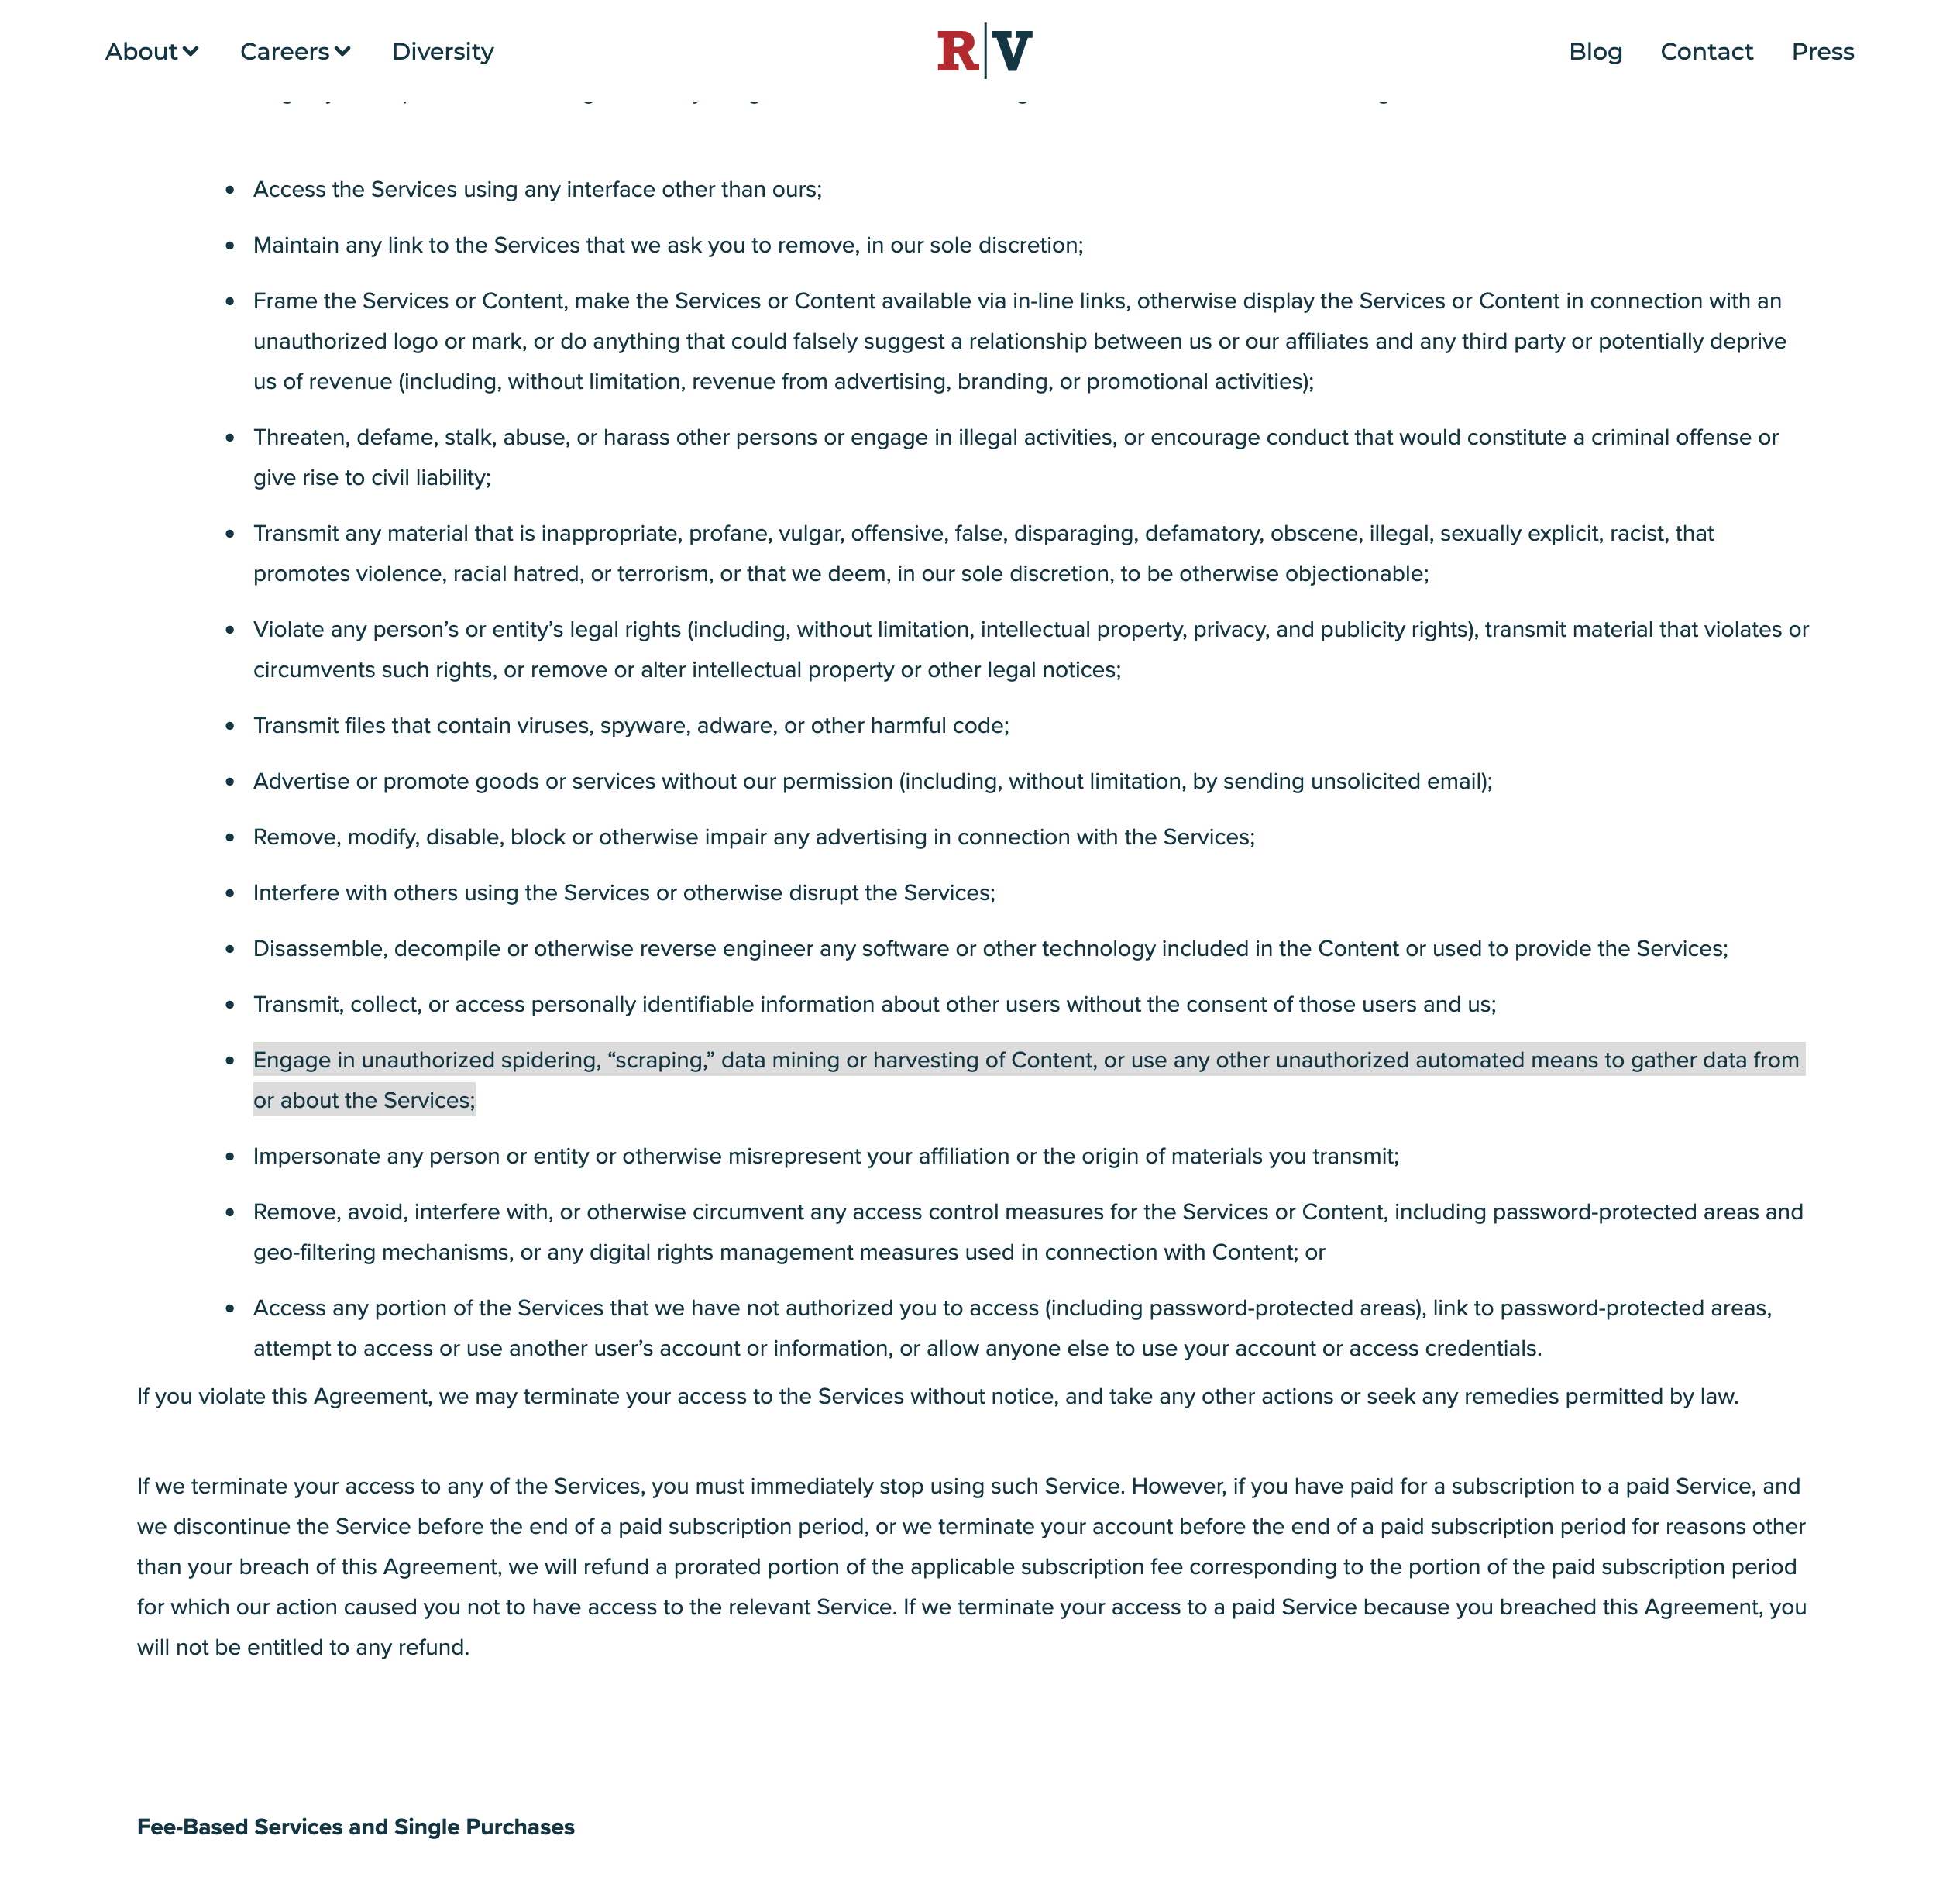 About Careers Diversity R|V Blog Contact Press
Access the Services using any interface other than ours;
Maintain any link to the Services that we ask you to remove, in our sole discretion;
Frame the Services or Content, make the Services or Content available via in-line links, otherwise display the Services or Content in connection with an
unauthorized logo or mark, or do anything that could falsely suggest a relationship between us or our affiliates and any third party or potentially deprive
us of revenue (including, without limitation, revenue from advertising, branding, or promotional activities);
Threaten, defame, stalk, abuse, or harass other persons or engage in illegal activities, or encourage conduct that would constitute a criminal offense or
give rise to civil liability;
Transmit any material that is inappropriate, profane, vulgar, offensive, false, disparaging, defamatory, obscene, illegal, sexually explicit, racist, that
promotes violence, racial hatred, or terrorism, or that we deem, in our sole discretion, to be otherwise objectionable;
Violate any person’s or entity’s legal rights (including, without limitation, intellectual property, privacy, and publicity rights), transmit material that violates or
circumvents such rights, or remove or alter intellectual property or other legal notices;
Transmit files that contain viruses, spyware, adware, or other harmful code;
Advertise or promote goods or services without our permission (including, without limitation, by sending unsolicited email);
Remove, modify, disable, block or otherwise impair any advertising in connection with the Services;
Interfere with others using the Services or otherwise disrupt the Services;
Disassemble, decompile or otherwise reverse engineer any software or other technology included in the Content or used to provide the Services;
Transmit, collect, or access personally identifiable information about other users without the consent of those users and us;
Engage in unauthorized spidering, “scraping,” data mining or harvesting of Content, or use any other unauthorized automated means to gather data from
or about the Services;
Impersonate any person or entity or otherwise misrepresent your affiliation or the origin of materials you transmit;
Remove, avoid, interfere with, or otherwise circumvent any access control measures for the Services or Content, including password-protected areas and
geo-filtering mechanisms, or any digital rights management measures used in connection with Content; or
Access any portion of the Services that we have not authorized you to access (including password-protected areas), link to password-protected areas,
attempt to access or use another user’s account or information, or allow anyone else to use your account or access credentials.
If you violate this Agreement, we may terminate your access to the Services without notice, and take any other actions or seek any remedies permitted by law.
If we terminate your access to any of the Services, you must immediately stop using such Service. However, if you have paid for a subscription to a paid Service, and
we discontinue the Service before the end of a paid subscription period, or we terminate your account before the end of a paid subscription period for reasons other
than your breach of this Agreement, we will refund a prorated portion of the applicable subscription fee corresponding to the portion of the paid subscription period
for which our action caused you not to have access to the relevant Service. If we terminate your access to a paid Service because you breached this Agreement, you
will not be entitled to any refund.
Fee-Based Services and Single Purchases